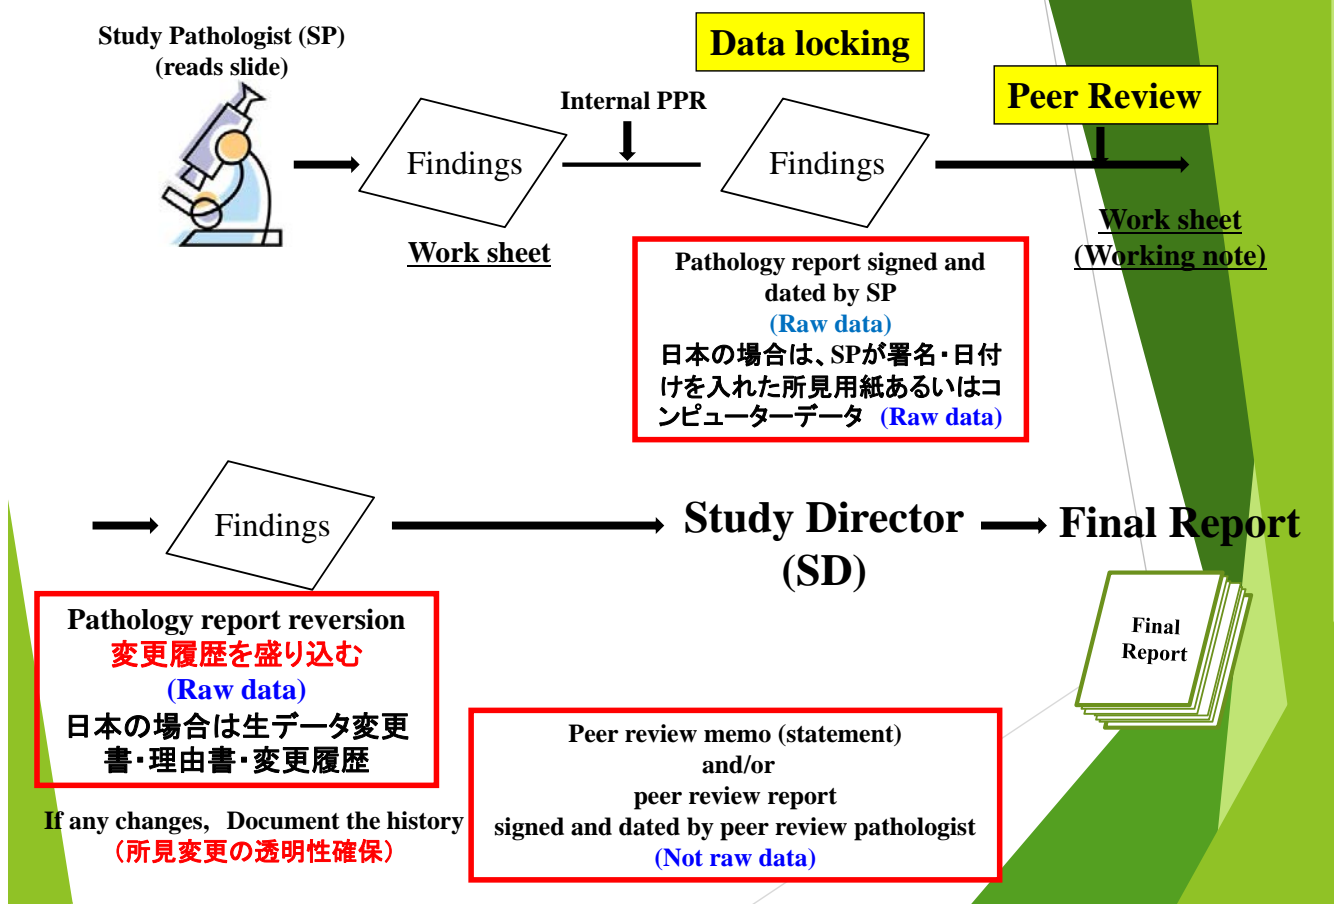 Study Pathologist (SP)
(reads slide)
Data locking
Internal PPR
Peer Review
Findings
Findings
Work sheet
Work sheet
(Working note)
Pathology report signed and
dated by SP
(Raw data)
日本の場合は、SPが署名・日付
けを入れた所見用紙あるいはコ
ンピューターデータ (Raw data)
Findings
Study Director
(SD)
Final Report
Pathology report reversion
変更履歴を盛り込む
(Raw data)
日本の場合は生データ変更
書・理由書・変更履歴
Final
Report
Peer review memo (statement)
and/or
peer review report
signed and dated by peer review pathologist
(Not raw data)
If any changes, Document the history
（所見変更の透明性確保）